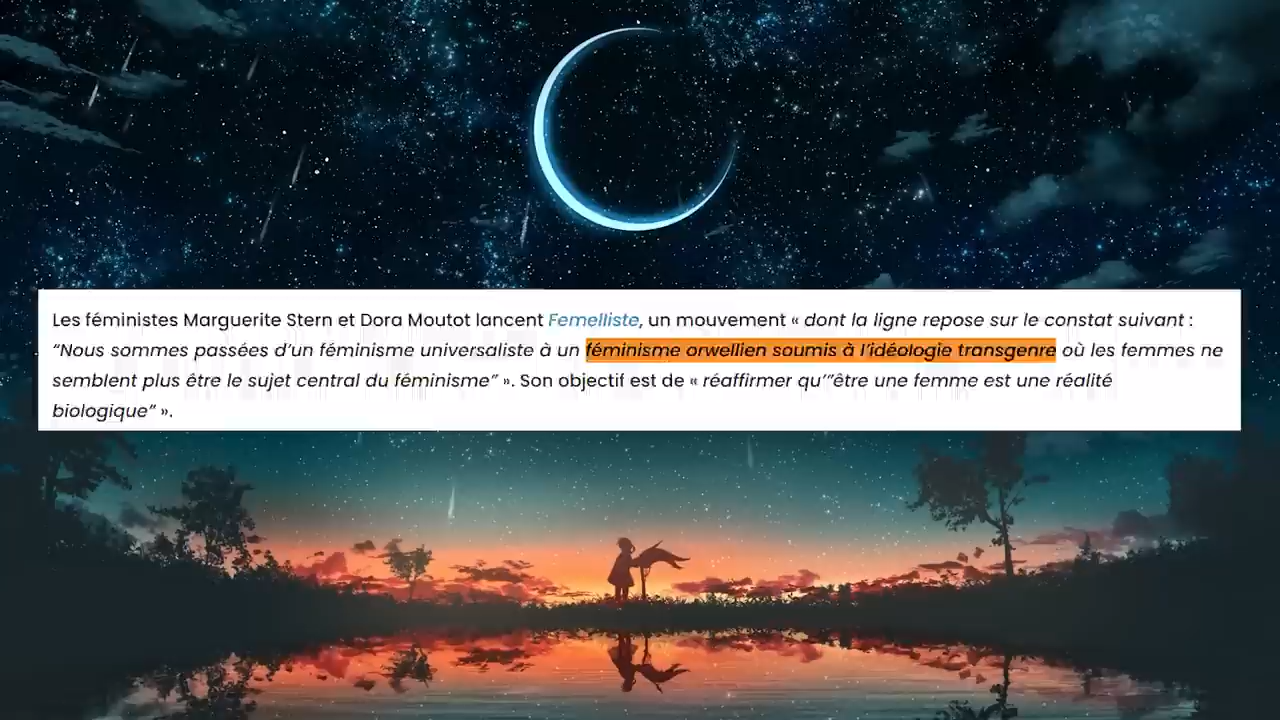 Les féministes Marguerite Stern et Dora Moutot lancent Femelliste, un mouvement « dont la ligne repose sur le constat suivant :
“Nous sommes passées d’un féminisme universaliste à un féminisme orwellien soumis à l’idéologie transgenre où les femmes ne
semblent plus être le sujet central du féminisme” ». Son objectif est de « réaffirmer qu’”être une femme est une réalité
biologique” ».